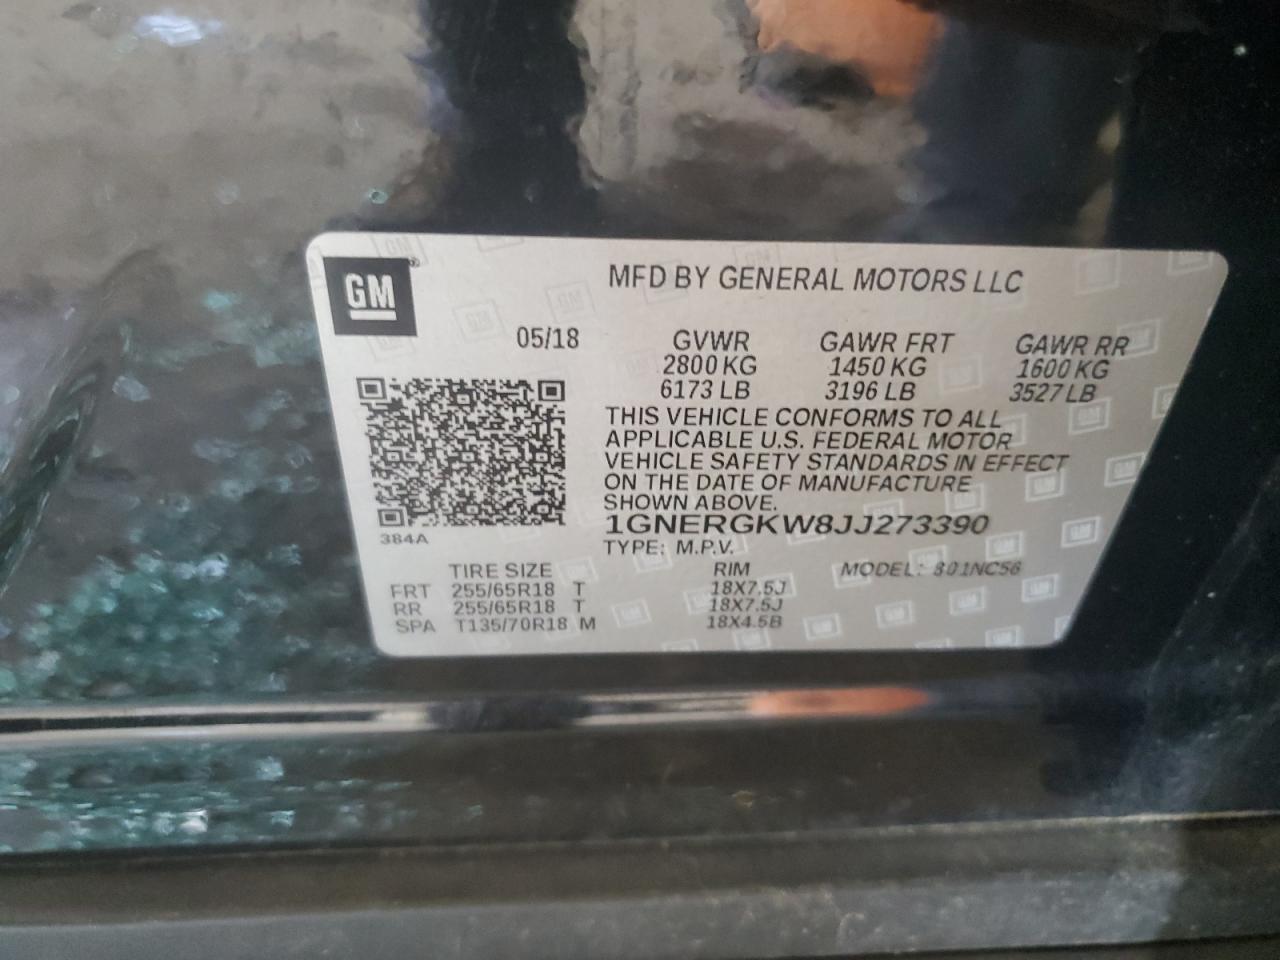 GM
MFD BY GENERAL MOTORS LLC
05/18 GVWR GAWR FRT GAWR RR
2800 KG 1450 KG 1600 KG
6173 LB 3196 LB 3527 LB
THIS VEHICLE CONFORMS TO ALL
APPLICABLE U.S. FEDERAL MOTOR
VEHICLE SAFETY STANDARDS IN EFFECT
ON THE DATE OF MANUFACTURE
SHOWN ABOVE.
1GNERGKW8JJ273390
384A
TYPE: M.P.V.
TIRE SIZE RIM MODEL: 801NC56
FRT 255/65R18 T 18X7.5J
RR 255/65R18 T 18X7.5J
SPA T135/70R18 M 18X4.5B